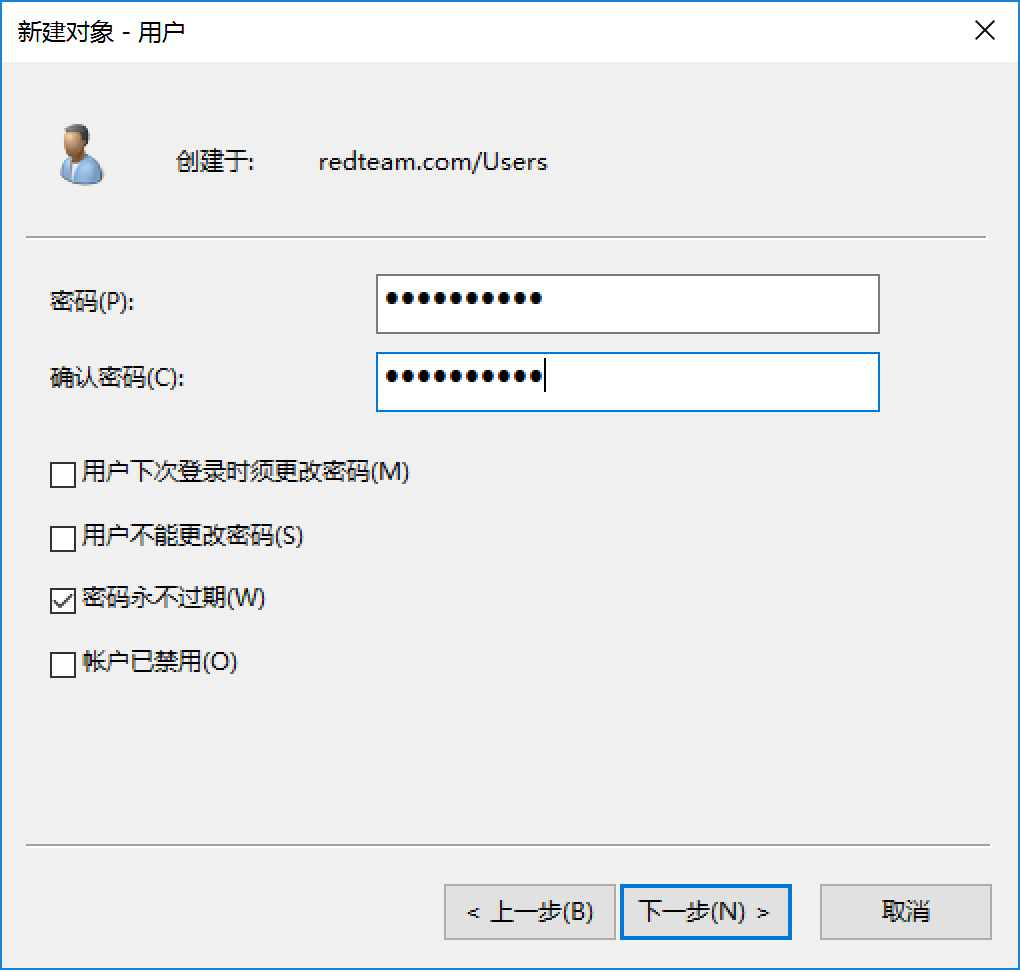 新建对象 - 用户
创建于: redteam.com/Users
密码(P): ●●●●●●●●●●
确认密码(C): ●●●●●●●●●●
用户下次登录时须更改密码(M)
用户不能更改密码(S)
密码永不过期(W)
帐户已禁用(O)
< 上一步(B) 下一步(N) > 取消